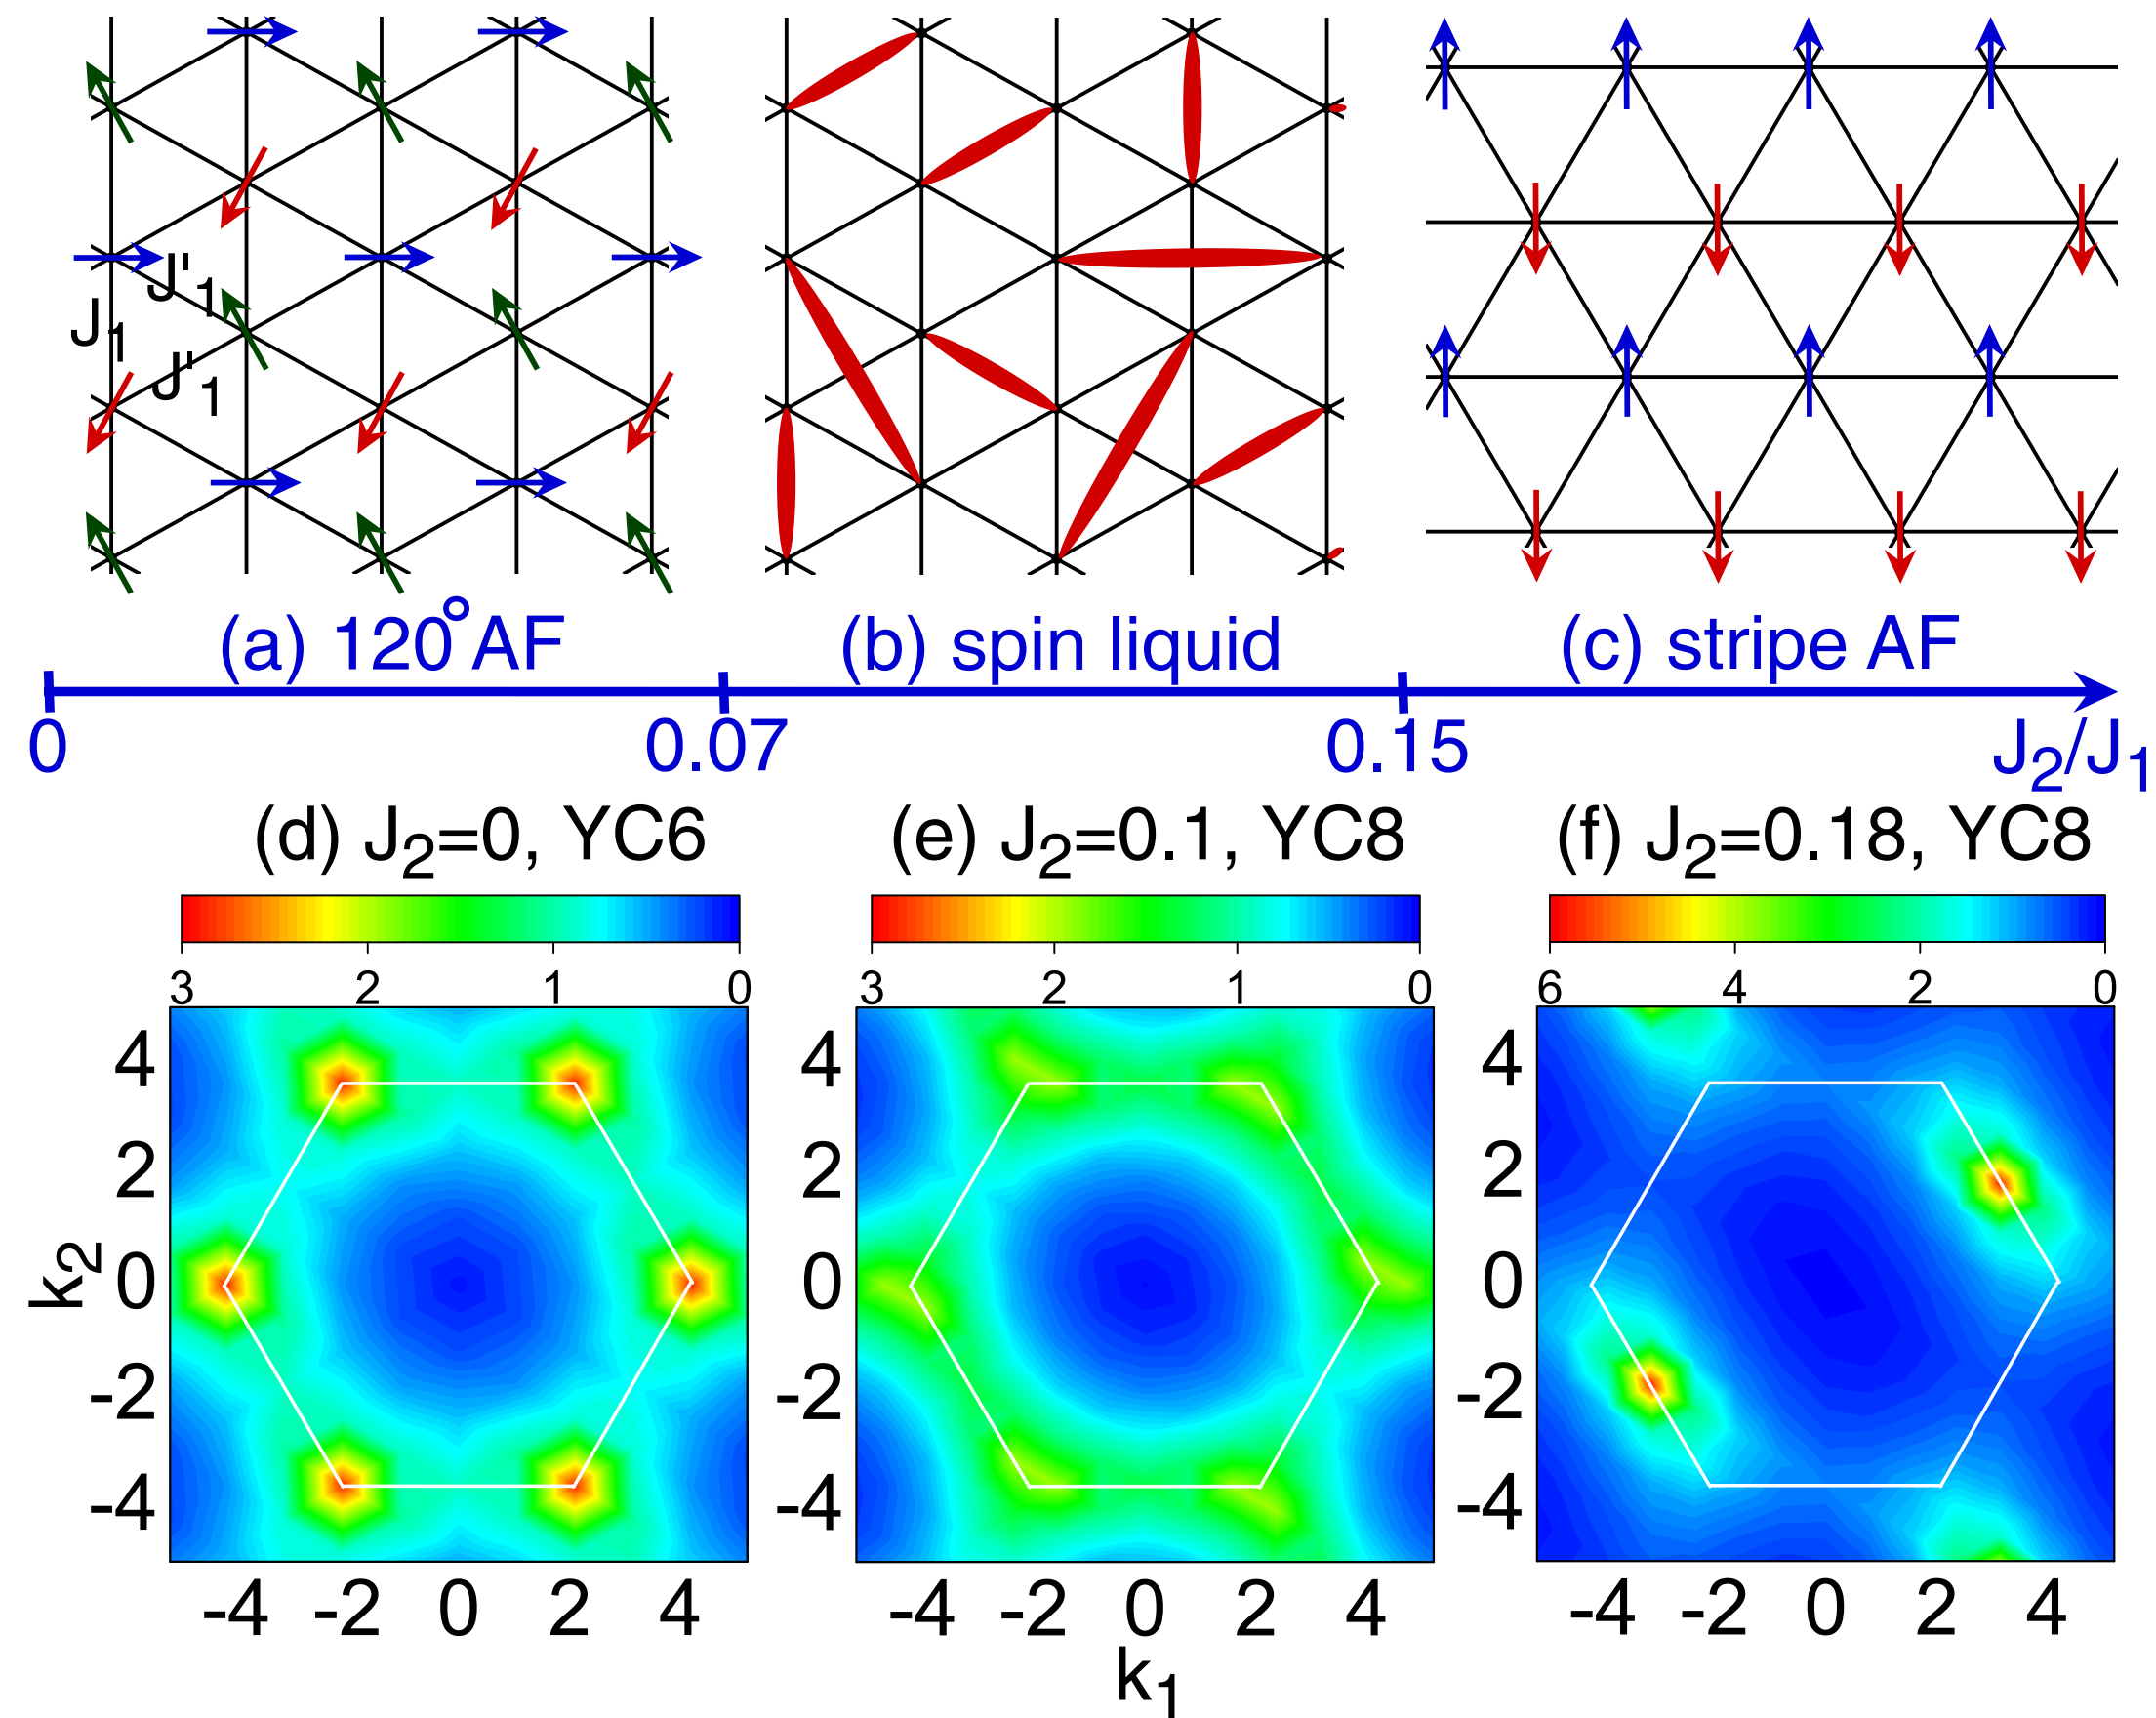 J'1
J1
J'1
(a) 120°AF
(b) spin liquid
(c) stripe AF
0
0.07
0.15
J2/J1
(d) J2=0, YC6
(e) J2=0.1, YC8
(f) J2=0.18, YC8
3 2 1 0
3 2 1 0
6 4 2 0
4
2
0
-2
-4
k2
-4 -2 0 2 4
4
2
0
-2
-4
-4 -2 0 2 4
k1
4
2
0
-2
-4
-4 -2 0 2 4